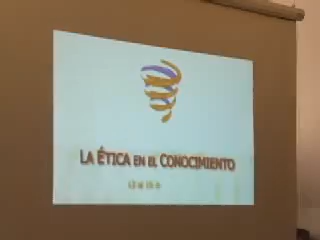 LA ÉTICA EN EL CONOCIMIENTO